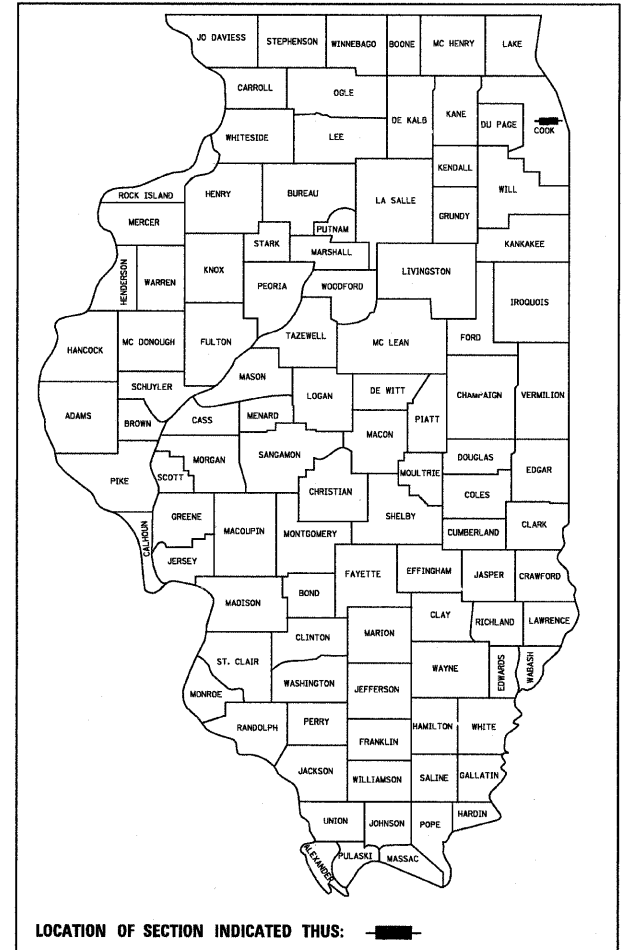 JO DAVIESS
STEPHENSON
WINNEBAGO
BOONE
MC HENRY
LAKE
CARROLL
OGLE
DE KALB
KANE
DU PAGE
COOK
WHITESIDE
LEE
KENDALL
WILL
ROCK ISLAND
HENRY
BUREAU
LA SALLE
GRUNDY
MERCER
PUTNAM
STARK
MARSHALL
KANKAKEE
HENDERSON
WARREN
KNOX
PEORIA
WOODFORD
LIVINGSTON
IROQUOIS
HANCOCK
MC DONOUGH
FULTON
TAZEWELL
MC LEAN
FORD
SCHUYLER
MASON
LOGAN
DE WITT
CHAMPAIGN
VERMILION
ADAMS
BROWN
CASS
MENARD
MACON
PIATT
PIKE
SCOTT
MORGAN
SANGAMON
CHRISTIAN
MOULTRIE
DOUGLAS
EDGAR
COLES
CALHOUN
GREENE
MACOUPIN
MONTGOMERY
SHELBY
CUMBERLAND
CLARK
JERSEY
MADISON
BOND
FAYETTE
EFFINGHAM
JASPER
CRAWFORD
CLINTON
MARION
CLAY
RICHLAND
LAWRENCE
ST. CLAIR
WASHINGTON
JEFFERSON
WAYNE
EDWARDS
WABASH
MONROE
RANDOLPH
PERRY
FRANKLIN
HAMILTON
WHITE
JACKSON
WILLIAMSON
SALINE
GALLATIN
UNION
JOHNSON
POPE
HARDIN
ALEXANDER
PULASKI
MASSAC
LOCATION OF SECTION INDICATED THUS: